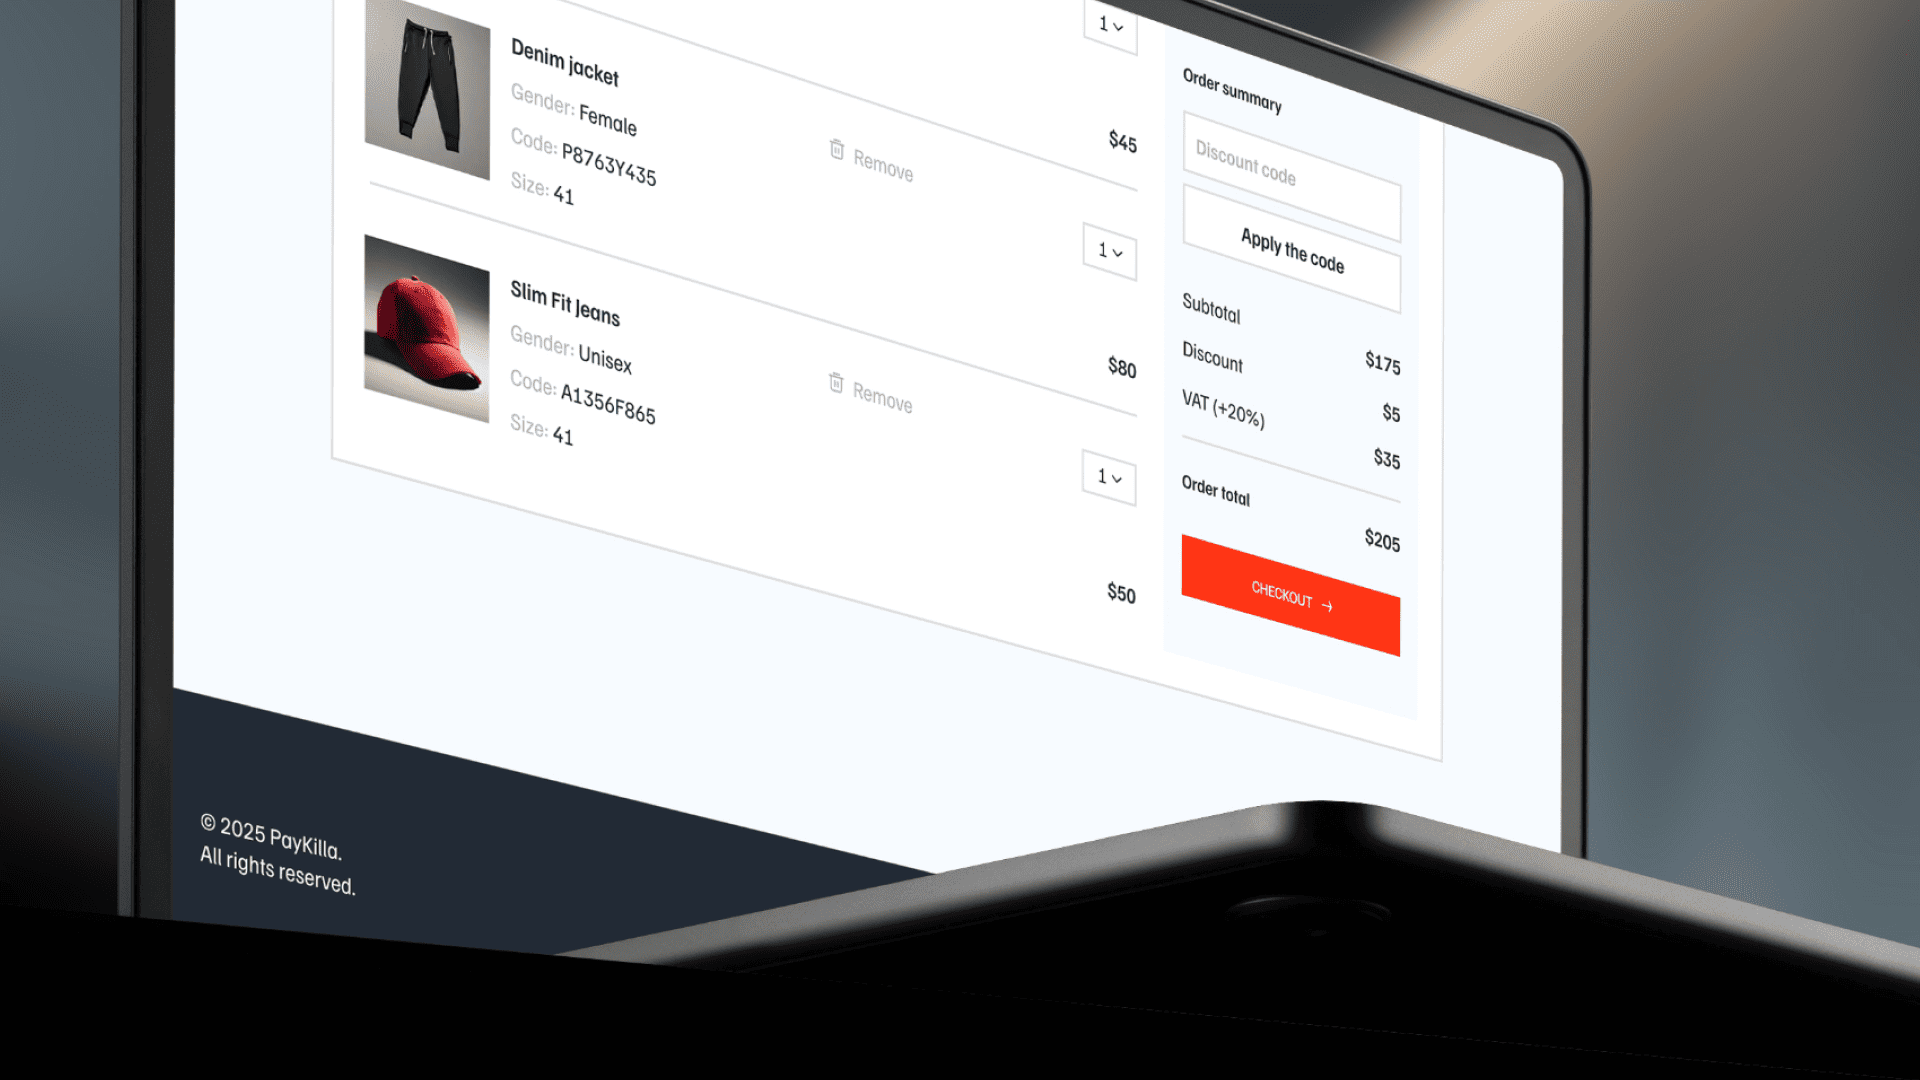 1
$45
Denim jacket
Gender: Female
Code: P8763Y435
Size: 41
Remove
1
$80
Slim Fit Jeans
Gender: Unisex
Code: A1356F865
Size: 41
Remove
1
$50
Order summary
Discount code
Apply the code
Subtotal
$175
Discount
$5
VAT (+20%)
$35
Order total
$205
CHECKOUT →
© 2025 PayKilla.
All rights reserved.